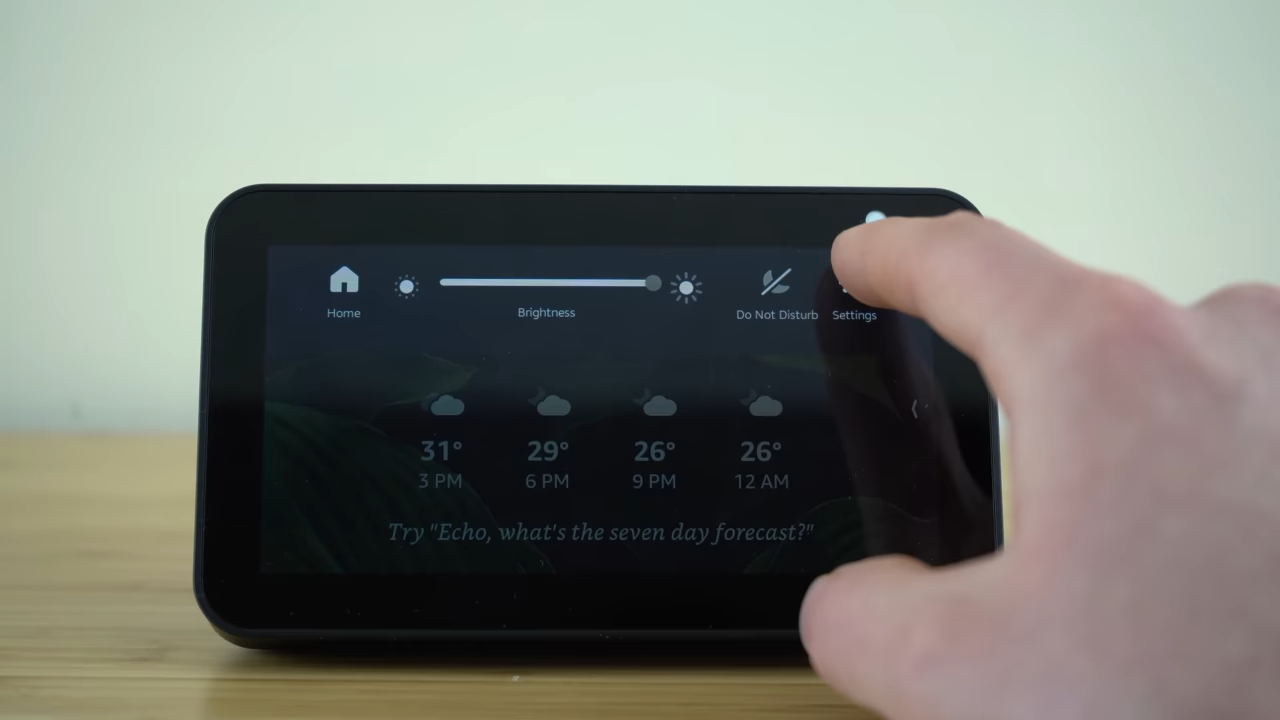 Home
Brightness
Do Not Disturb
Settings
31° 29° 26° 26°
3 PM 6 PM 9 PM 12 AM
Try "Echo, what's the seven day forecast?"